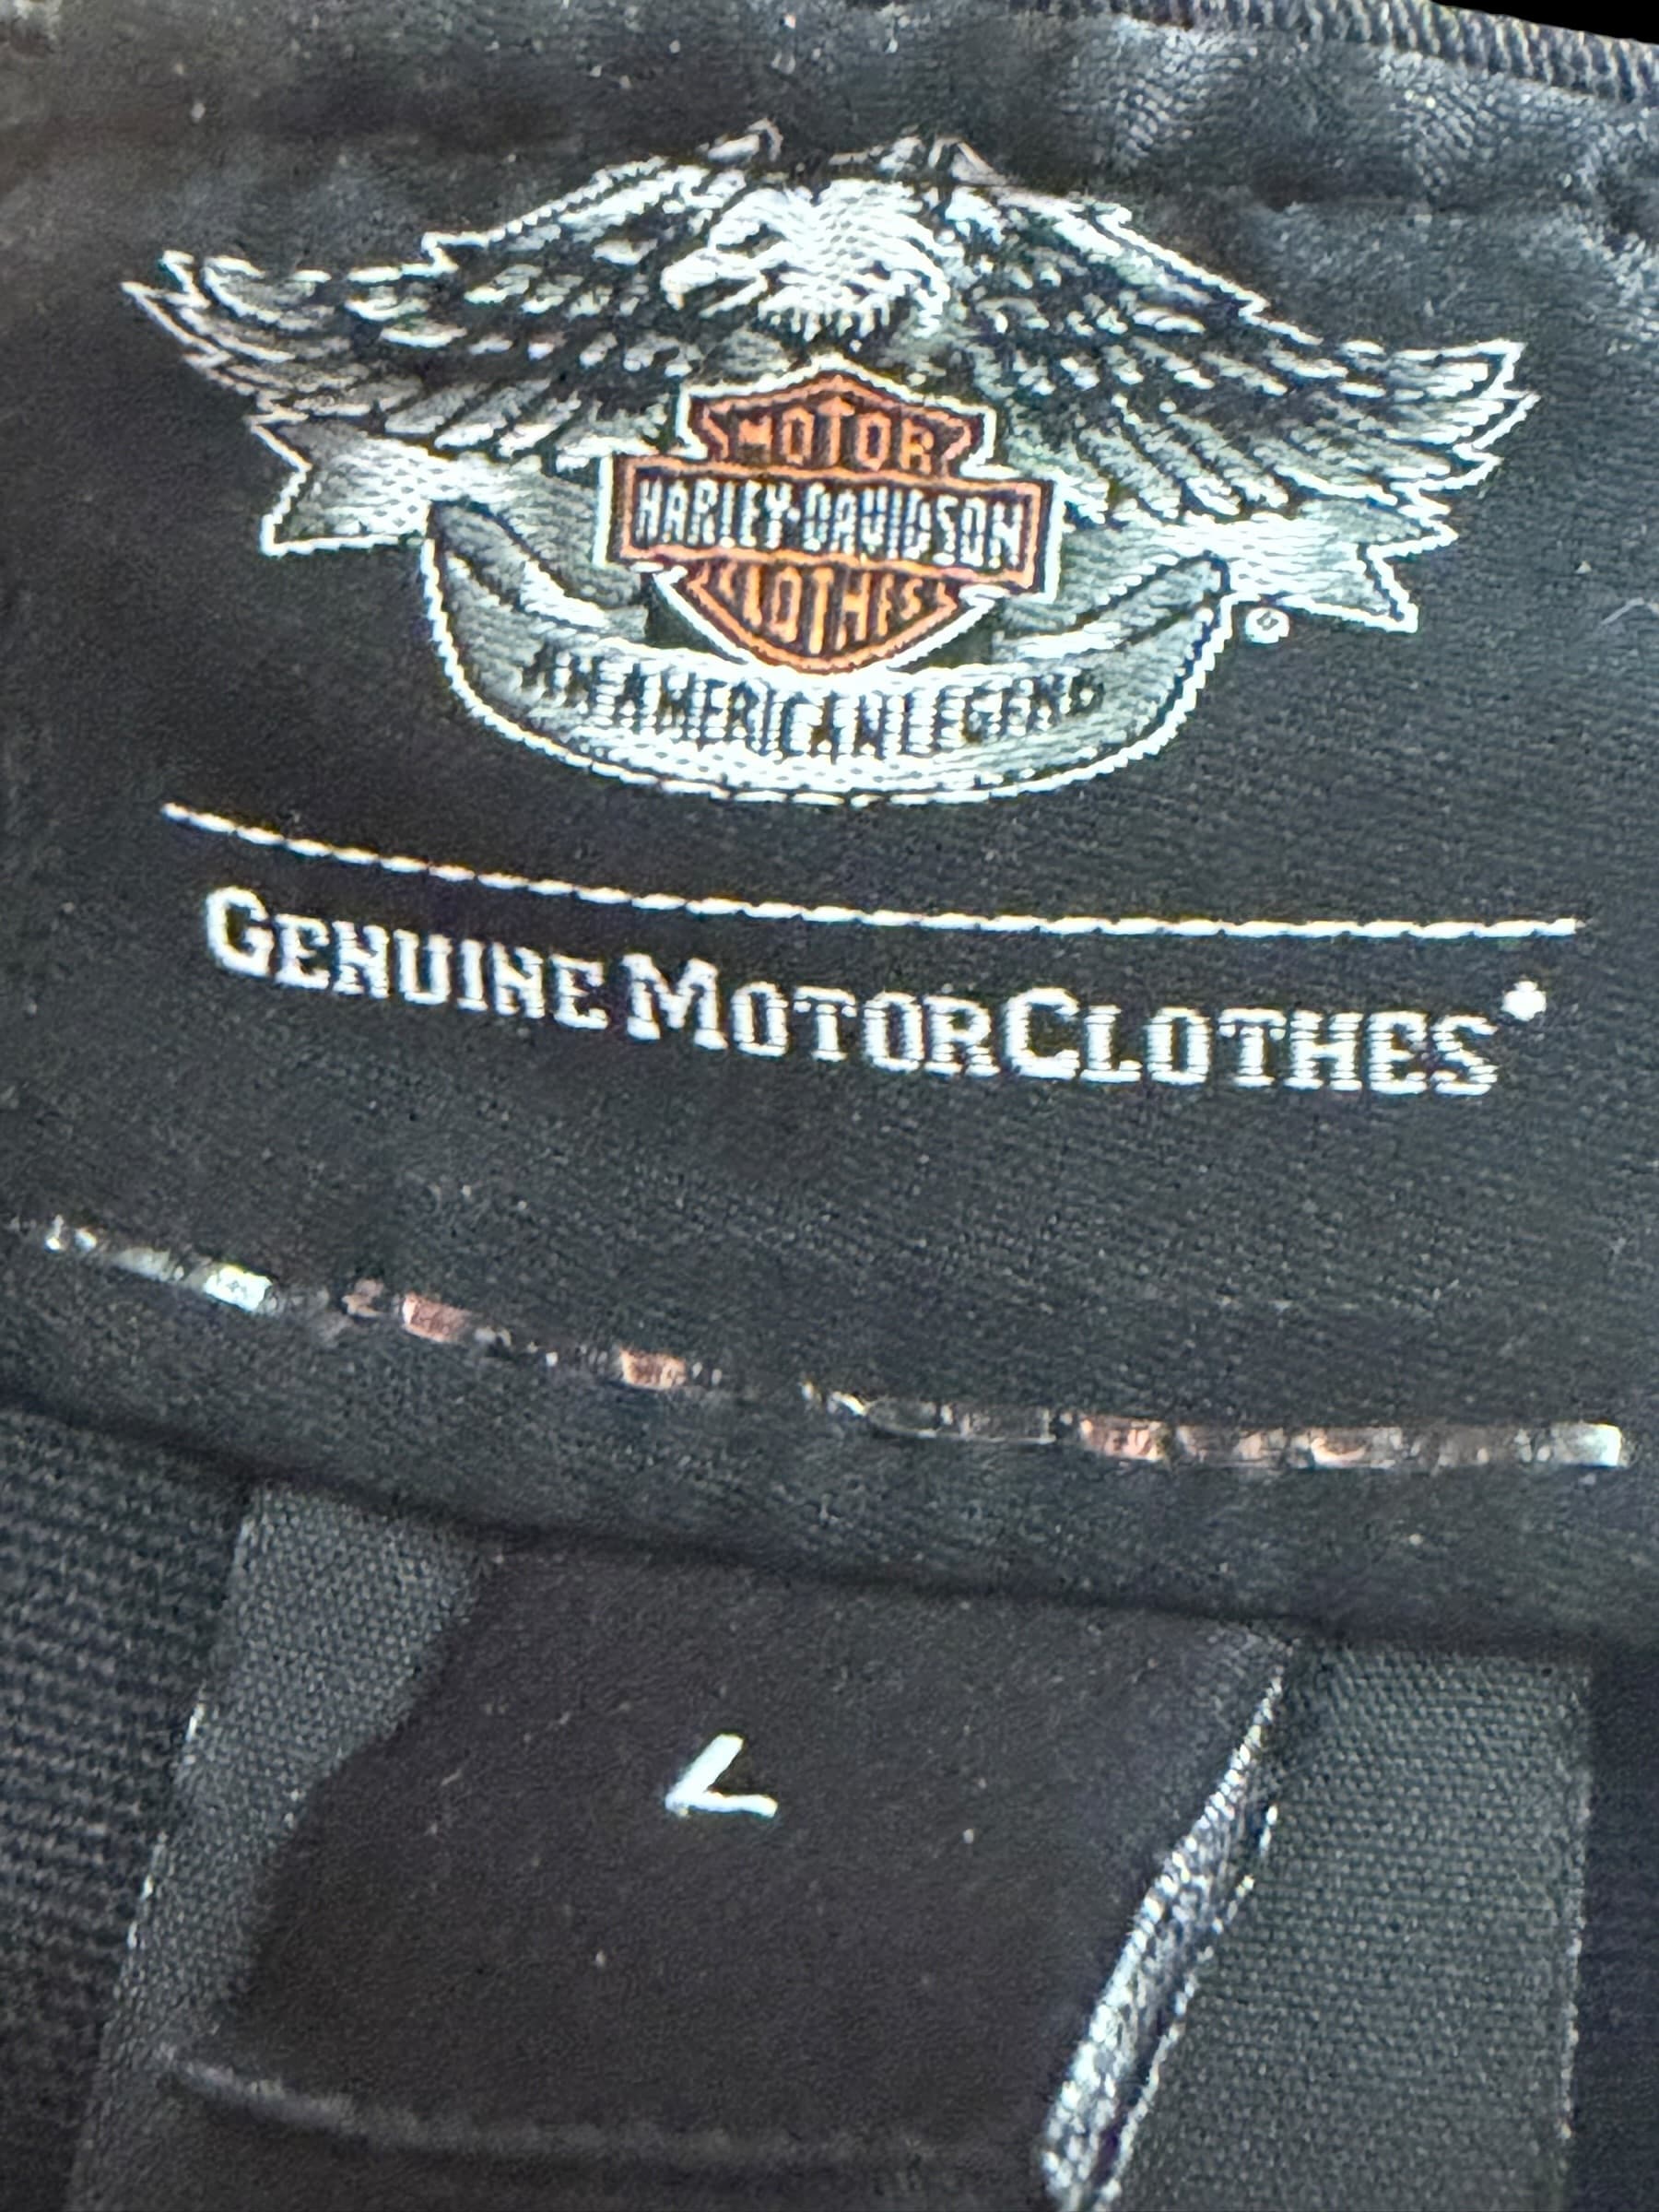 MOTOR
HARLEY-DAVIDSON
CLOTHES
®
AN AMERICAN LEGEND
GENUINE MOTORCLOTHES
L